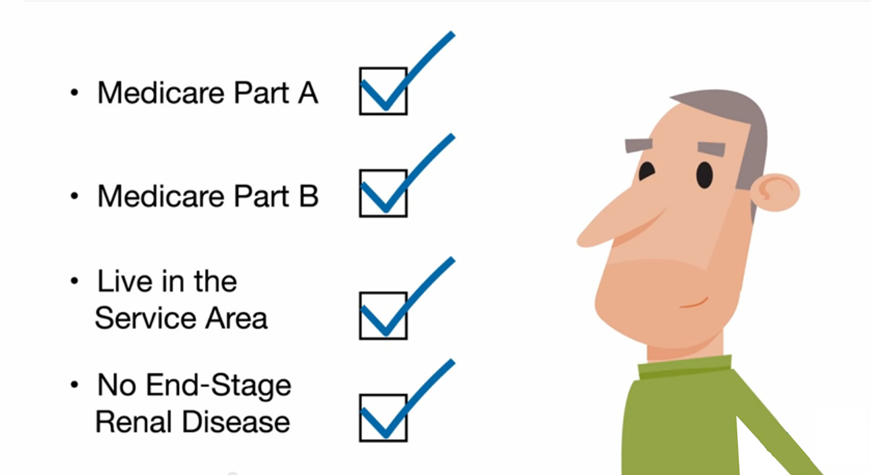 • Medicare Part A
• Medicare Part B
• Live in the
Service Area
• No End-Stage
Renal Disease